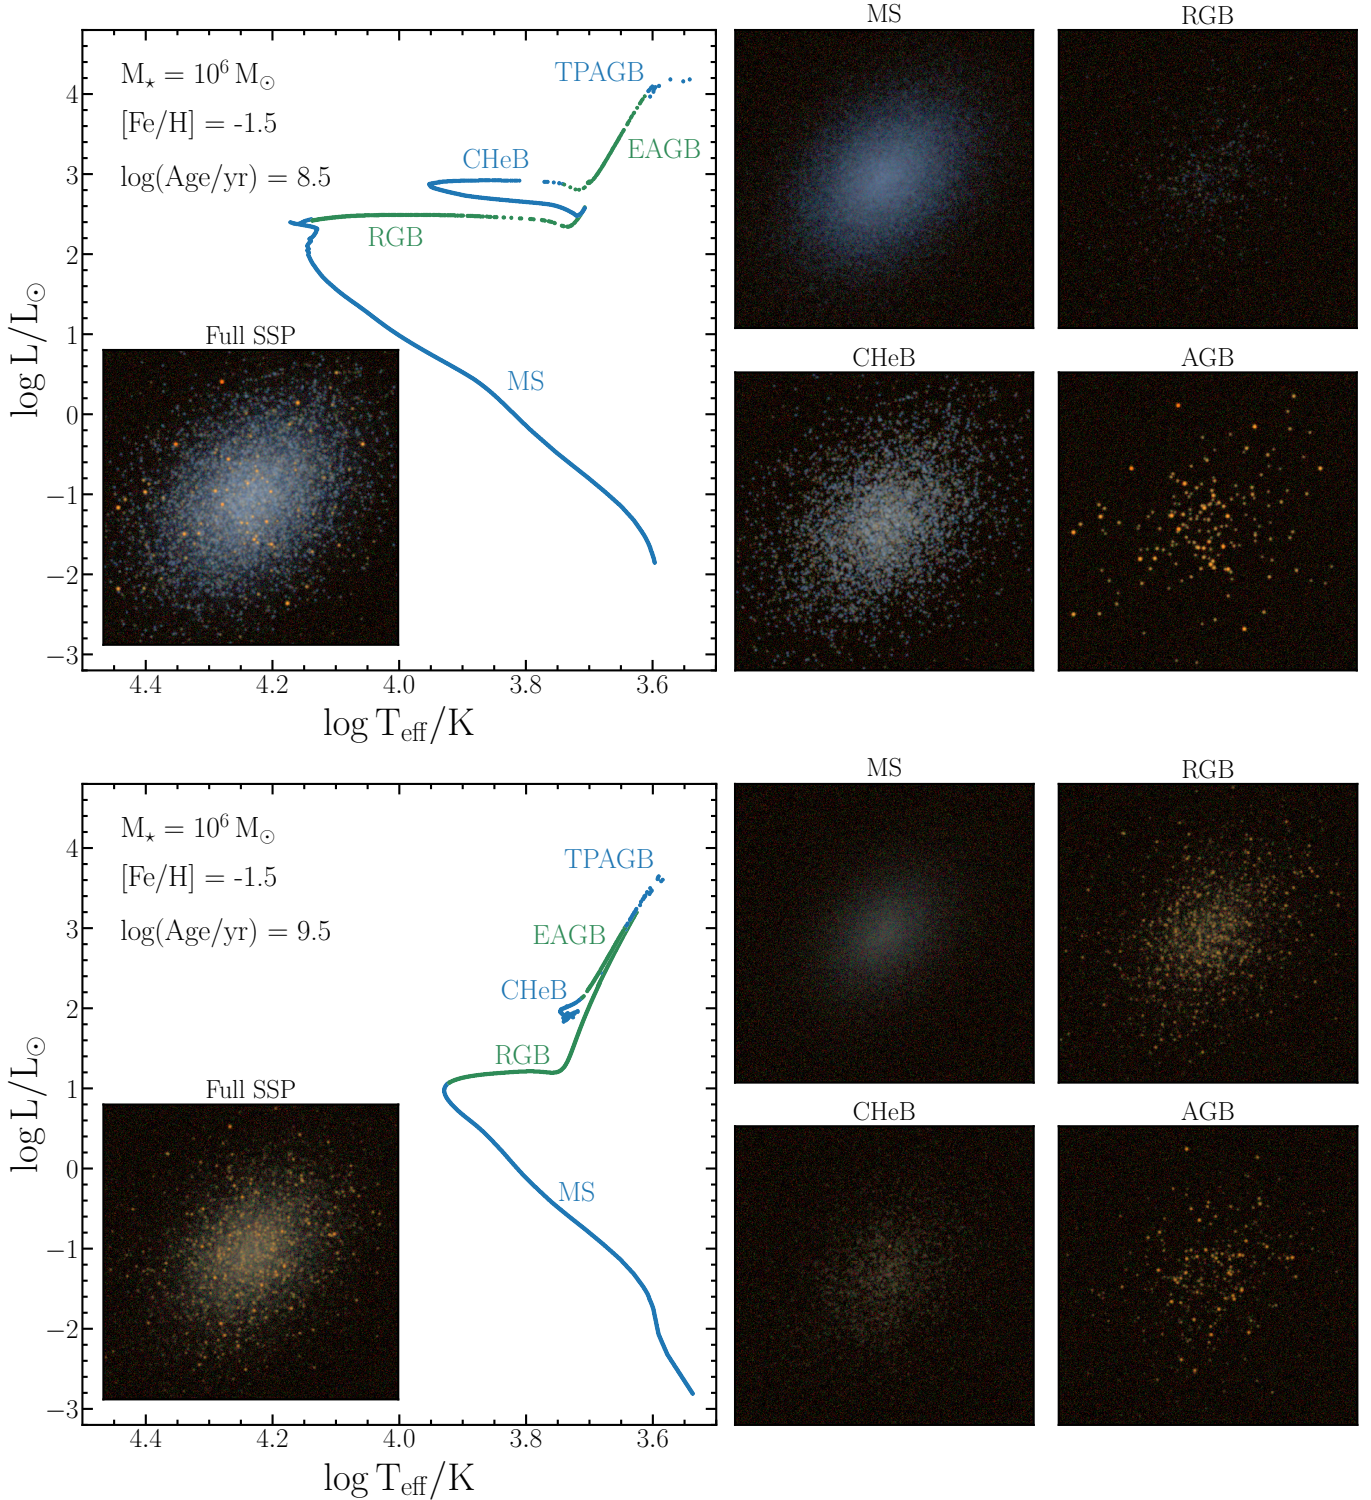 MS
RGB
M⋆ = 10⁶ M⊙
[Fe/H] = -1.5
log(Age/yr) = 8.5
TPAGB
EAGB
CHeB
RGB
MS
Full SSP
CHeB
AGB
4
3
2
1
0
−1
−2
−3
log L/L⊙
4.4 4.2 4.0 3.8 3.6
log Teff/K
MS
RGB
M⋆ = 10⁶ M⊙
[Fe/H] = -1.5
log(Age/yr) = 9.5
TPAGB
EAGB
CHeB
RGB
MS
Full SSP
CHeB
AGB
4
3
2
1
0
−1
−2
−3
log L/L⊙
4.4 4.2 4.0 3.8 3.6
log Teff/K